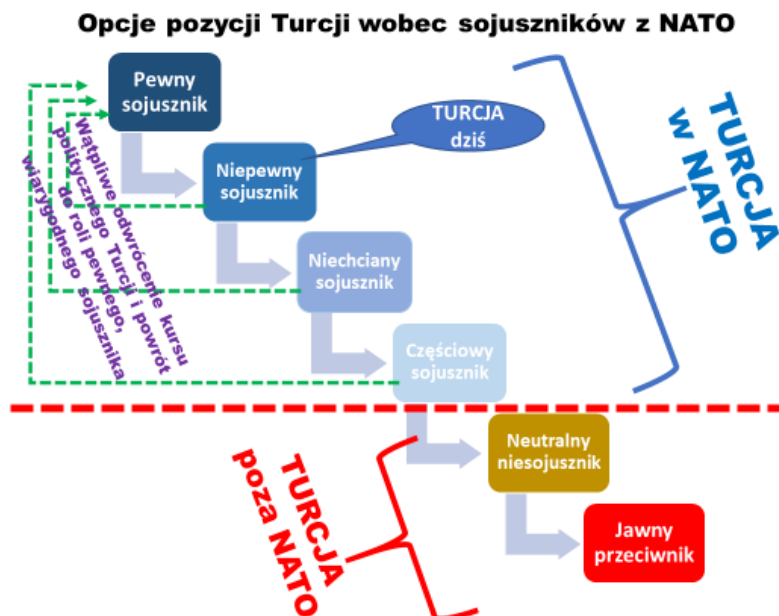 Opcje pozycji Turcji wobec sojuszników z NATO
Pewny
sojusznik
TURCJA
dziś
Niepewny
sojusznik
Niechciany
sojusznik
Częściowy
sojusznik
Wątpliwe odwrócenie kursu
politycznego Turcji i powrót
do roli pewnego,
wiarygodnego sojusznika
TURCJA
w NATO
Neutralny
niesojusznik
Jawny
przeciwnik
TURCJA
poza NATO